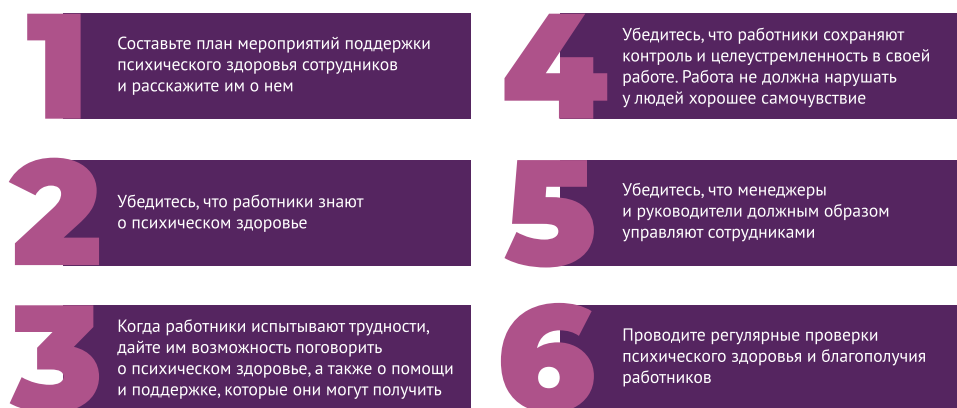 1
Составьте план мероприятий поддержки
психического здоровья сотрудников
и расскажите им о нем
2
Убедитесь, что работники знают
о психическом здоровье
3
Когда работники испытывают трудности,
дайте им возможность поговорить
о психическом здоровье, а также о помощи
и поддержке, которые они могут получить
4
Убедитесь, что работники сохраняют
контроль и целеустремленность в своей
работе. Работа не должна нарушать
у людей хорошее самочувствие
5
Убедитесь, что менеджеры
и руководители должным образом
управляют сотрудниками
6
Проводите регулярные проверки
психического здоровья и благополучия
работников